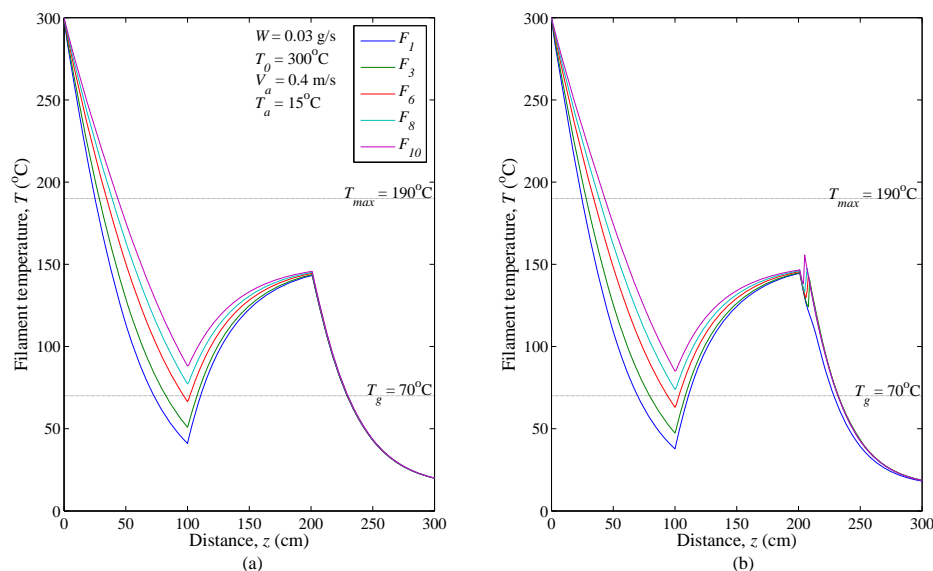 300
250
200
150
100
50
0
Filament temperature, T (°C)
W = 0.03 g/s
T0 = 300°C
Va = 0.4 m/s
Ta = 15°C
F1
F3
F6
F8
F10
Tmax = 190°C
Tg = 70°C
0 50 100 150 200 250 300
Distance, z (cm)
(a)
300
250
200
150
100
50
0
Filament temperature, T (°C)
Tmax = 190°C
Tg = 70°C
0 50 100 150 200 250 300
Distance, z (cm)
(b)